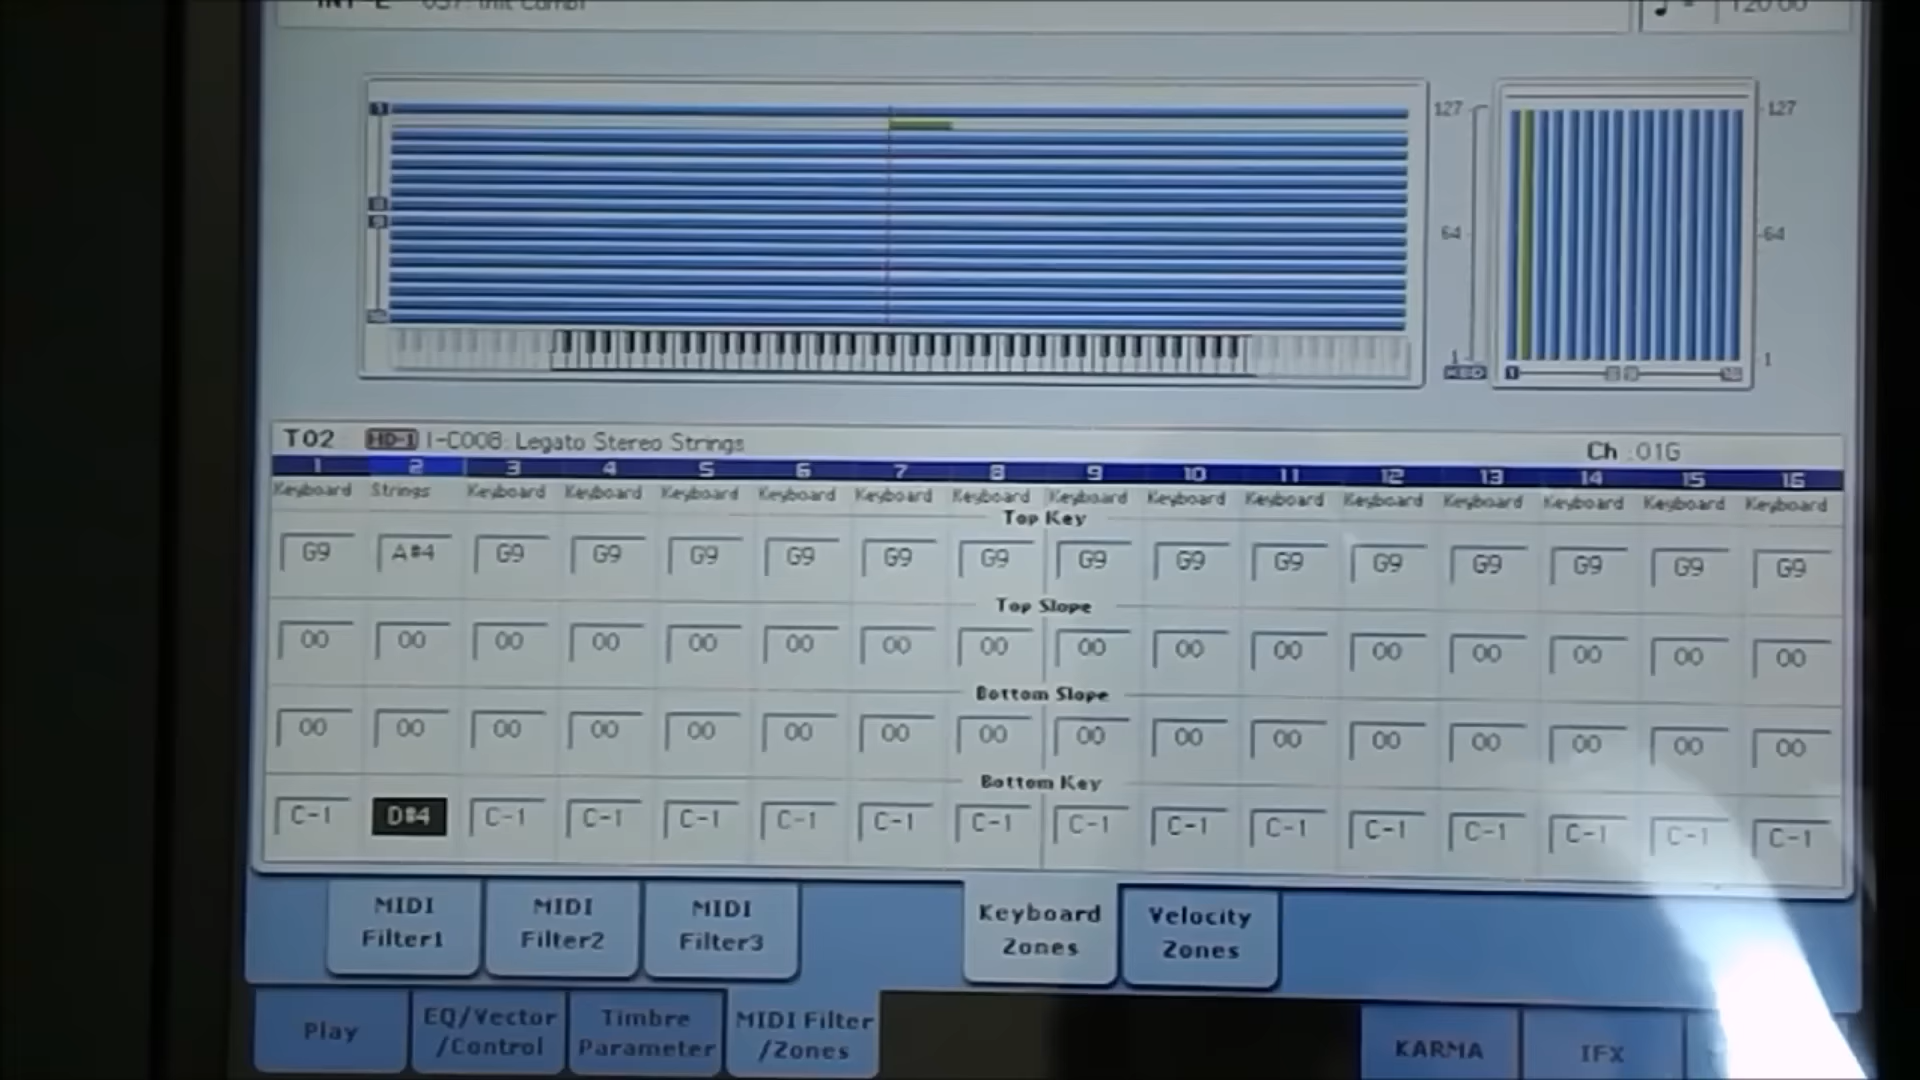 INT-E 037: Init Combi
♩ = 120.00
127
64
1
127
64
1
T02 HD-1 I-C008: Legato Stereo Strings Ch :01G
1 2 3 4 5 6 7 8 9 10 11 12 13 14 15 16
Keyboard Strings Keyboard Keyboard Keyboard Keyboard Keyboard Keyboard Keyboard Keyboard Keyboard Keyboard Keyboard Keyboard Keyboard Keyboard
Top Key
G9 A#4 G9 G9 G9 G9 G9 G9 G9 G9 G9 G9 G9 G9 G9 G9
Top Slope
00 00 00 00 00 00 00 00 00 00 00 00 00 00 00 00
Bottom Slope
00 00 00 00 00 00 00 00 00 00 00 00 00 00 00 00
Bottom Key
C-1 D#4 C-1 C-1 C-1 C-1 C-1 C-1 C-1 C-1 C-1 C-1 C-1 C-1 C-1 C-1
MIDI Filter1
MIDI Filter2
MIDI Filter3
Keyboard Zones
Velocity Zones
Play
EQ/Vector /Control
Timbre Parameter
MIDI Filter /Zones
KARMA
IFX